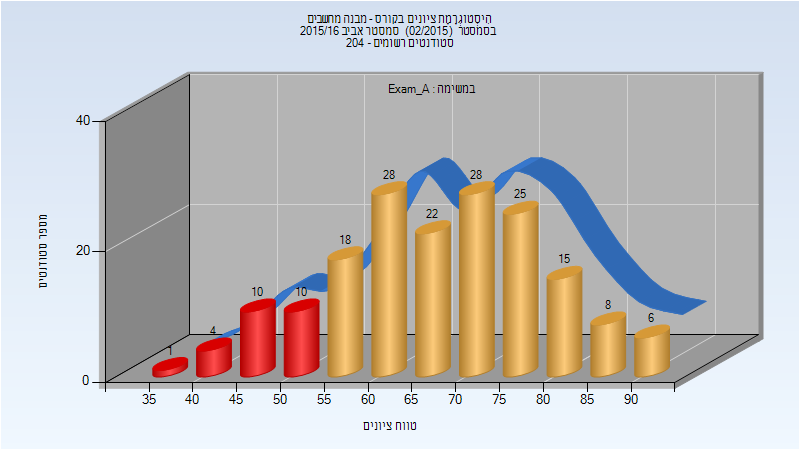 היסטוגרמת ציונים בקורס - מבנה מחשבים
בסמסטר (02/2015) סמסטר אביב 2015/16
סטודנטים רשומים - 204
במשימה : Exam_A
מספר סטודנטים
40
20
0
1
4
10
10
18
28
22
28
25
15
8
6
35 40 45 50 55 60 65 70 75 80 85 90
טווח ציונים